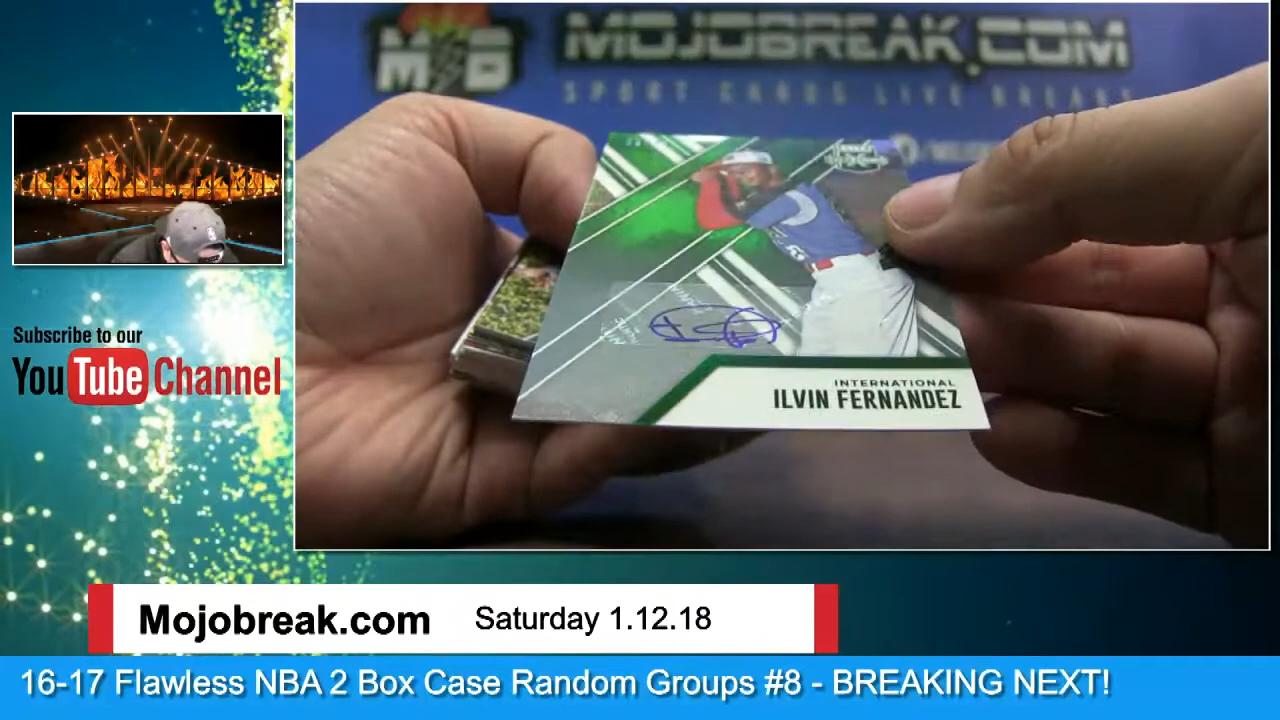 MB
MOJOBREAK.COM
SPORT CARDS LIVE BREAKS
INTERNATIONAL
ILVIN FERNANDEZ
Subscribe to our
YouTube Channel
Mojobreak.com
Saturday 1.12.18
16-17 Flawless NBA 2 Box Case Random Groups #8 - BREAKING NEXT!